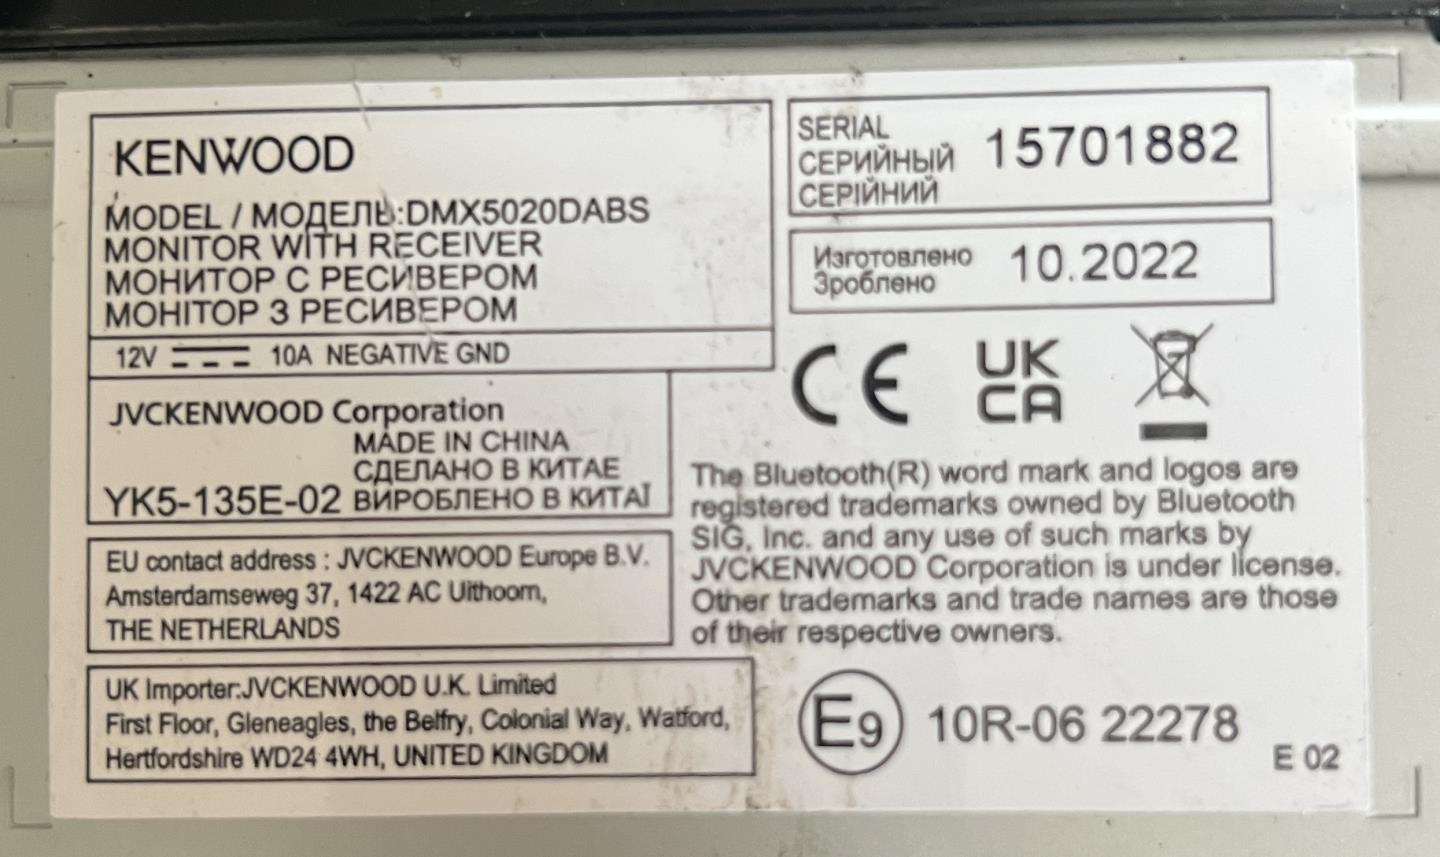 KENWOOD
MODEL / МОДЕЛЬ:DMX5020DABS
MONITOR WITH RECEIVER
МОНИТОР С РЕСИВЕРОМ
МОНІТОР З РЕСИВЕРОМ
12V 10A NEGATIVE GND
JVCKENWOOD Corporation
MADE IN CHINA
СДЕЛАНО В КИТАЕ
YK5-135E-02 ВИРОБЛЕНО В КИТАЇ
EU contact address : JVCKENWOOD Europe B.V.
Amsterdamseweg 37, 1422 AC Uithoorn,
THE NETHERLANDS
UK Importer:JVCKENWOOD U.K. Limited
First Floor, Gleneagles, the Belfry, Colonial Way, Watford,
Hertfordshire WD24 4WH, UNITED KINGDOM
SERIAL
СЕРИЙНЫЙ 15701882
СЕРІЙНИЙ
Изготовлено 10.2022
Зроблено
CE
UK
CA
The Bluetooth(R) word mark and logos are
registered trademarks owned by Bluetooth
SIG, Inc. and any use of such marks by
JVCKENWOOD Corporation is under license.
Other trademarks and trade names are those
of their respective owners.
E9 10R-06 22278
E 02